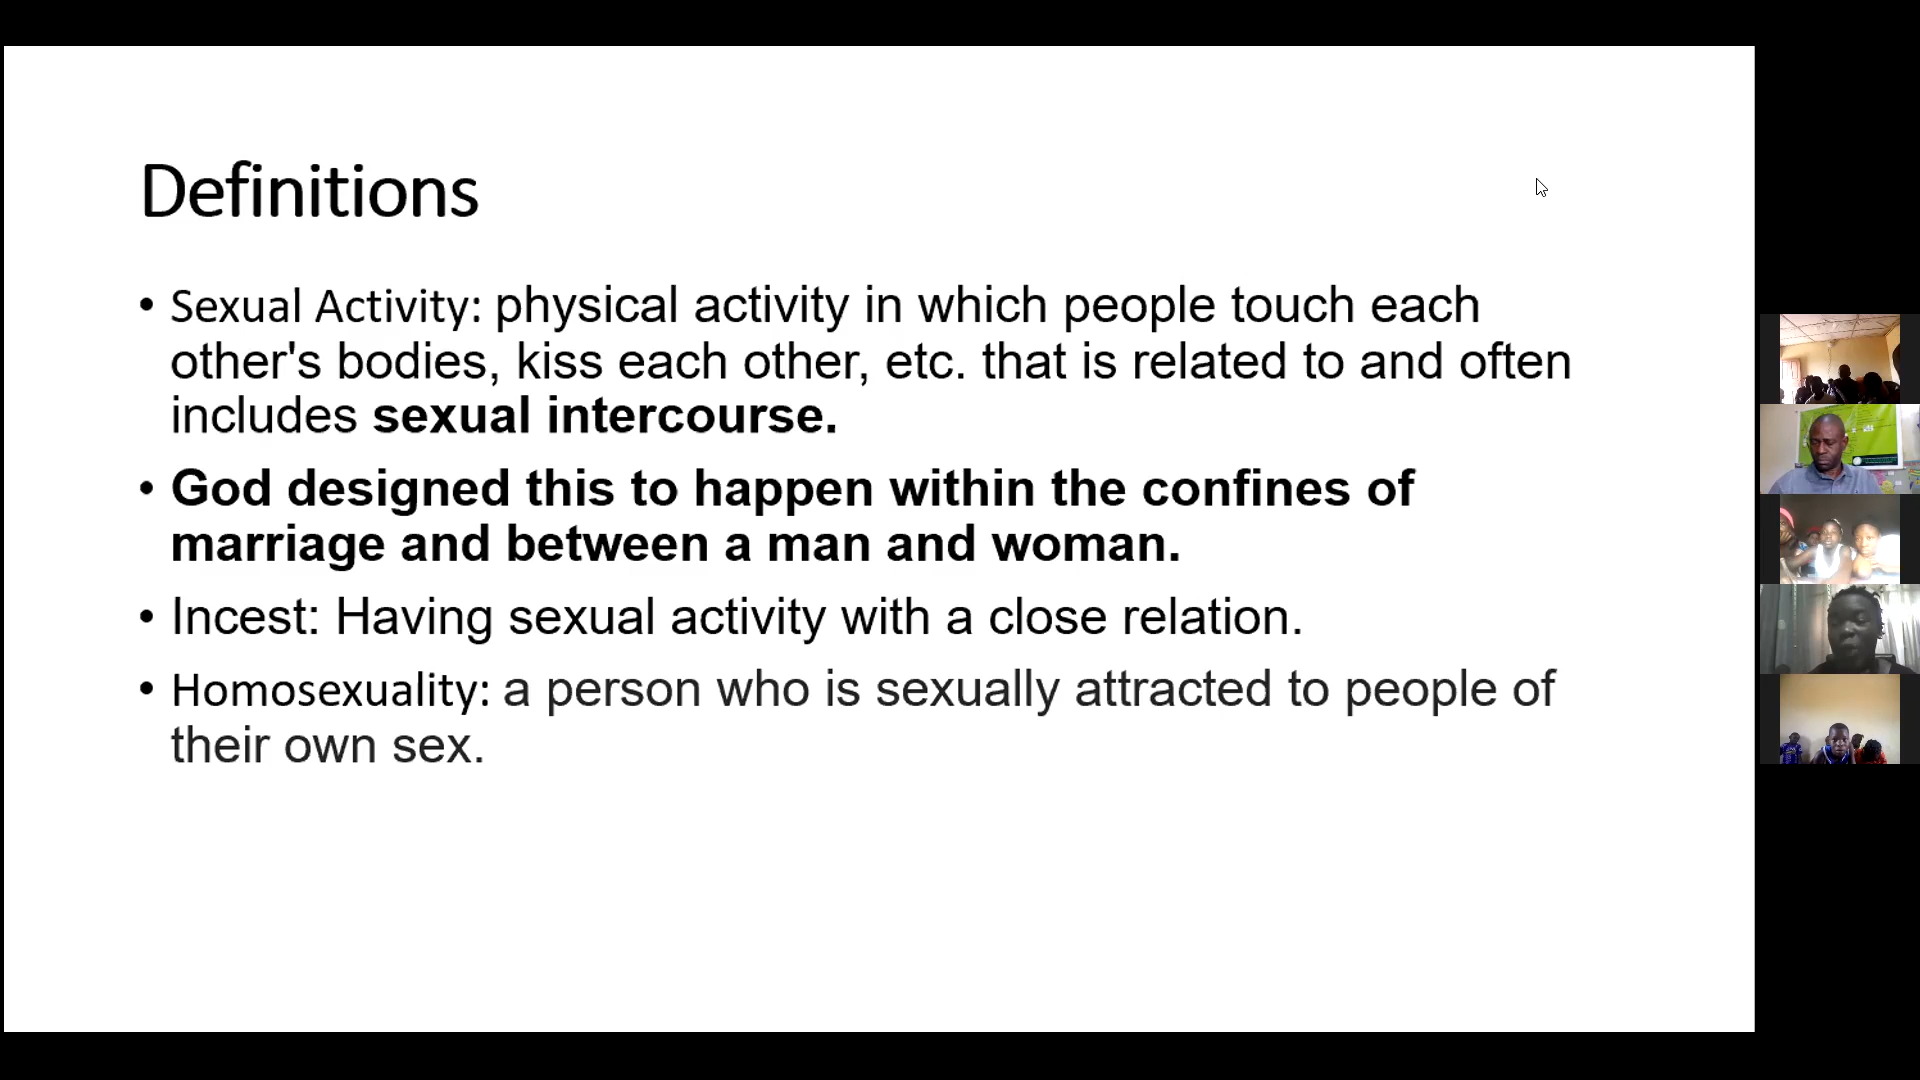 Definitions
• Sexual Activity: physical activity in which people touch each
other's bodies, kiss each other, etc. that is related to and often
includes sexual intercourse.
• God designed this to happen within the confines of
marriage and between a man and woman.
• Incest: Having sexual activity with a close relation.
• Homosexuality: a person who is sexually attracted to people of
their own sex.